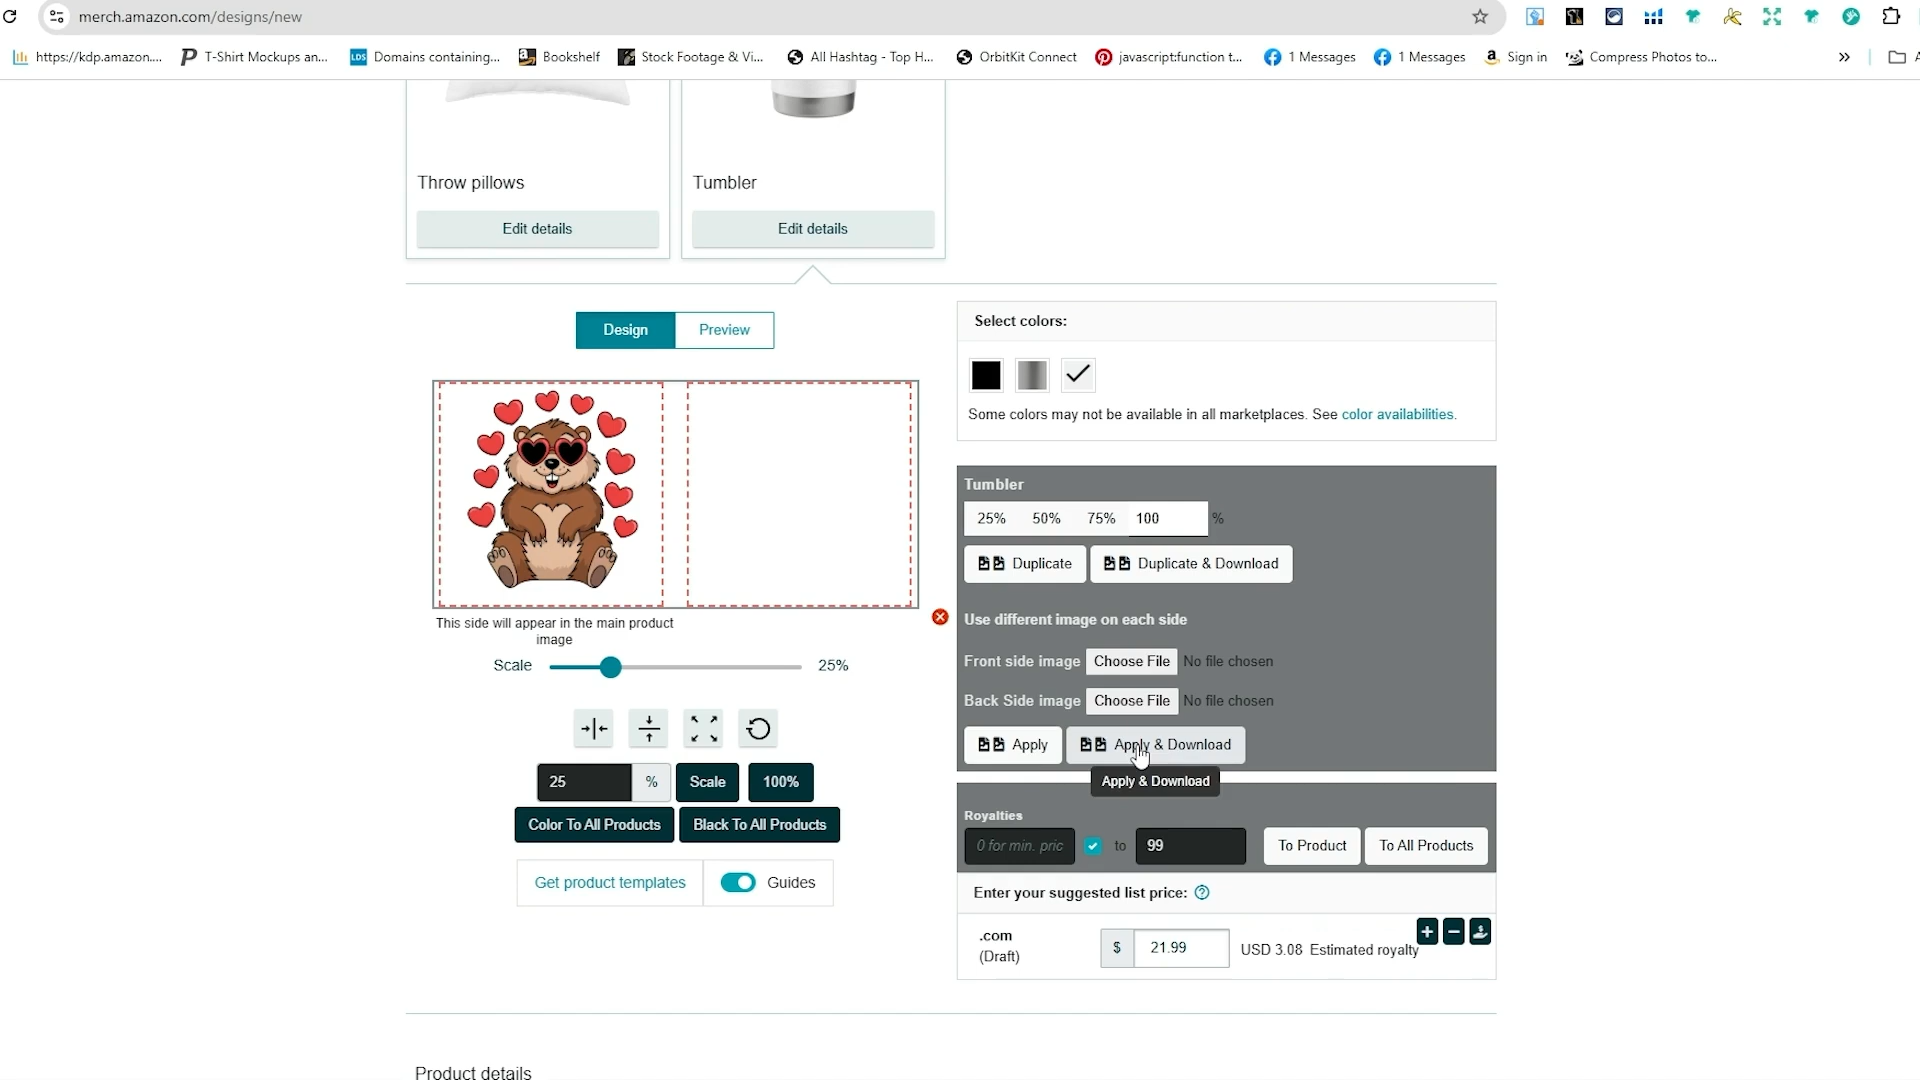 merch.amazon.com/designs/new
https://kdp.amazon.... T-Shirt Mockups an... LDS Domains containing... Bookshelf Stock Footage & Vi... All Hashtag - Top H... OrbitKit Connect javascript:function t... 1 Messages 1 Messages Sign in Compress Photos to... »
Throw pillows
Tumbler
Edit details
Edit details
Design
Preview
This side will appear in the main product
image
Scale 25%
25 % Scale 100%
Color To All Products Black To All Products
Get product templates Guides
Select colors:
Some colors may not be available in all marketplaces. See color availabilities.
Tumbler
25% 50% 75% 100 %
Duplicate Duplicate & Download
Use different image on each side
Front side image Choose File No file chosen
Back Side image Choose File No file chosen
Apply Apply & Download
Apply & Download
Royalties
0 for min. pric to 99 To Product To All Products
Enter your suggested list price:
.com
(Draft)
$ 21.99 USD 3.08 Estimated royalty
Product details